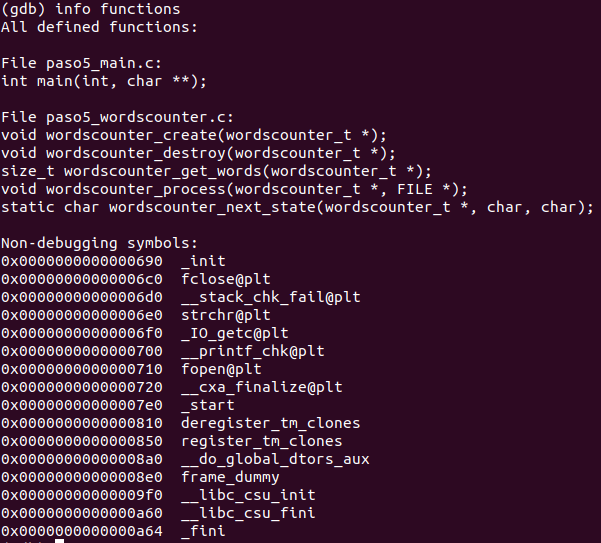 (gdb) info functions
All defined functions:
File paso5_main.c:
int main(int, char **);
File paso5_wordscounter.c:
void wordscounter_create(wordscounter_t *);
void wordscounter_destroy(wordscounter_t *);
size_t wordscounter_get_words(wordscounter_t *);
void wordscounter_process(wordscounter_t *, FILE *);
static char wordscounter_next_state(wordscounter_t *, char, char);
Non-debugging symbols:
0x0000000000000690  _init
0x00000000000006c0  fclose@plt
0x00000000000006d0  __stack_chk_fail@plt
0x00000000000006e0  strchr@plt
0x00000000000006f0  _IO_getc@plt
0x0000000000000700  __printf_chk@plt
0x0000000000000710  fopen@plt
0x0000000000000720  __cxa_finalize@plt
0x00000000000007e0  _start
0x0000000000000810  deregister_tm_clones
0x0000000000000850  register_tm_clones
0x00000000000008a0  __do_global_dtors_aux
0x00000000000008e0  frame_dummy
0x00000000000009f0  __libc_csu_init
0x0000000000000a60  __libc_csu_fini
0x0000000000000a64  _fini